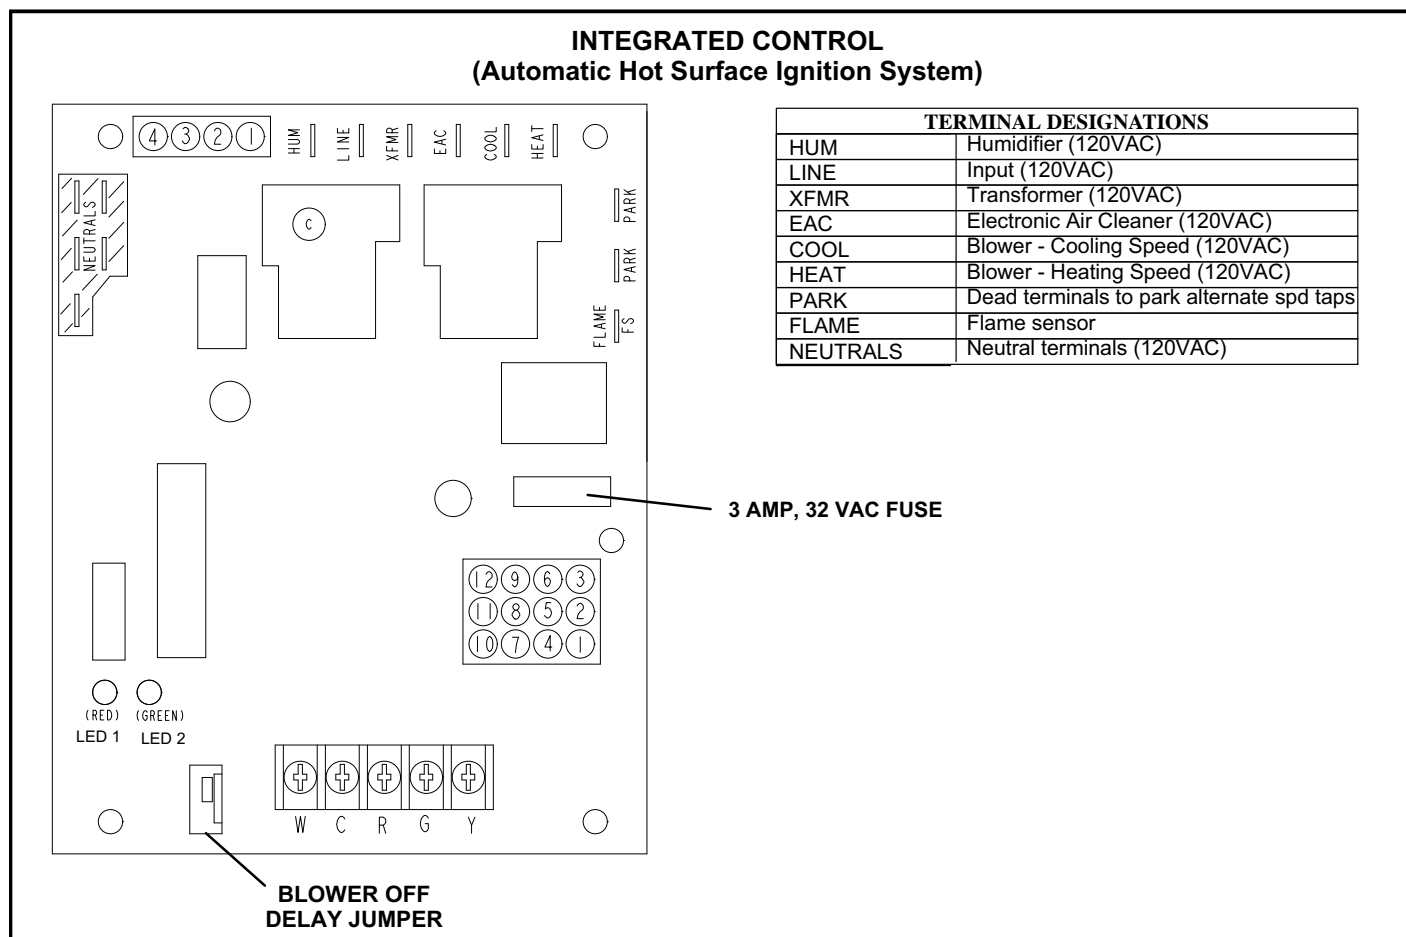 INTEGRATED CONTROL
(Automatic Hot Surface Ignition System)
4 3 2 1
HUM
LINE
XFMR
EAC
COOL
HEAT
NEUTRALS
C
PARK
PARK
FLAME
FS
TERMINAL DESIGNATIONS
HUM Humidifier (120VAC)
LINE Input (120VAC)
XFMR Transformer (120VAC)
EAC Electronic Air Cleaner (120VAC)
COOL Blower - Cooling Speed (120VAC)
HEAT Blower - Heating Speed (120VAC)
PARK Dead terminals to park alternate spd taps
FLAME Flame sensor
NEUTRALS Neutral terminals (120VAC)
3 AMP, 32 VAC FUSE
12 9 6 3
11 8 5 2
10 7 4 1
(RED) (GREEN)
LED 1 LED 2
W C R G Y
BLOWER OFF
DELAY JUMPER